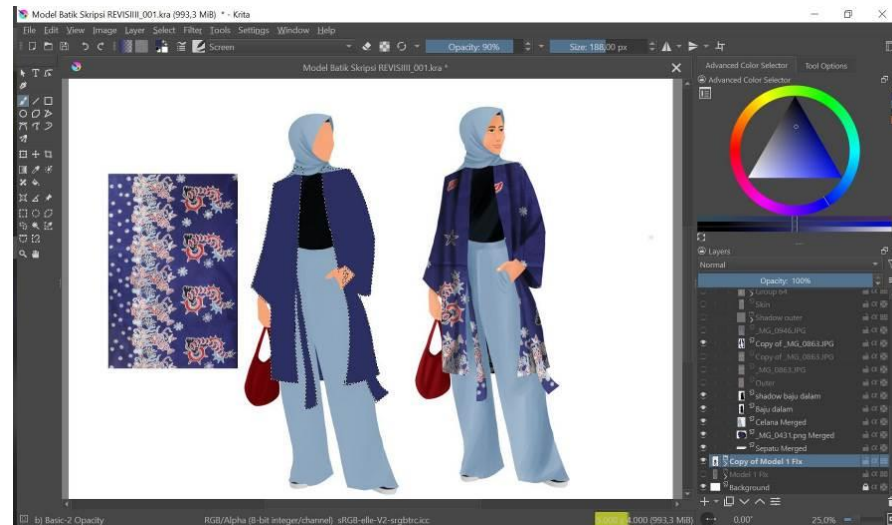 Model Batik Skripsi REVISIIII_001.kra (993,3 MiB) * - Krita
File Edit View Image Layer Select Filter Tools Settings Window Help
Screen
Opacity: 90%
Size: 188,00 px
Model Batik Skripsi REVISIIII_001.kra *
Advanced Color Selector
Tool Options
Advanced Color Selector
Layers
Normal
Opacity: 100%
Group 64
Skin
Shadow outer
_MG_0946.JPG
Copy of _MG_0863.JPG
Copy of _MG_0863.JPG
_MG_0863.JPG
Outer
shadow baju dalam
Baju dalam
Celana Merged
_MG_0431.png Merged
Sepatu Merged
Copy of Model 1 FIx
Model 1 FIx
Background
b) Basic-2 Opacity
RGB/Alpha (8-bit integer/channel) sRGB-elle-V2-srgbtrc.icc
4.000 (993,3 MiB)
0,00°
25,0%